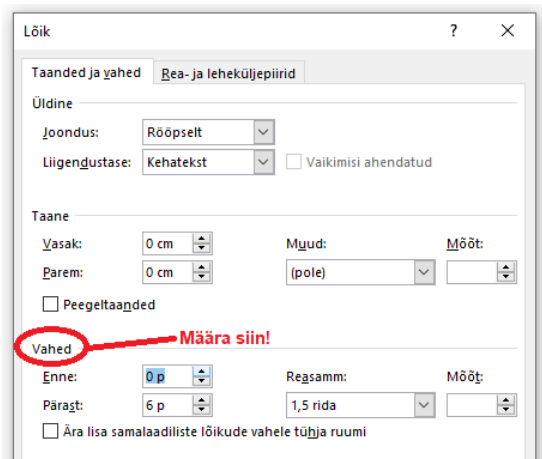 Lõik ? ×
Taanded ja vahed Rea- ja leheküljepiirid
Üldine
Joondus: Rööpselt
Liigendustase: Kehatekst Vaikimisi ahendatud
Taane
Vasak: 0 cm Muud: Mõõt:
Parem: 0 cm (pole)
Peegeltaanded
Määra siin!
Vahed
Enne: 0 p Reasamm: Mõõt:
Pärast: 6 p 1,5 rida
Ära lisa samalaadiliste lõikude vahele tühja ruumi